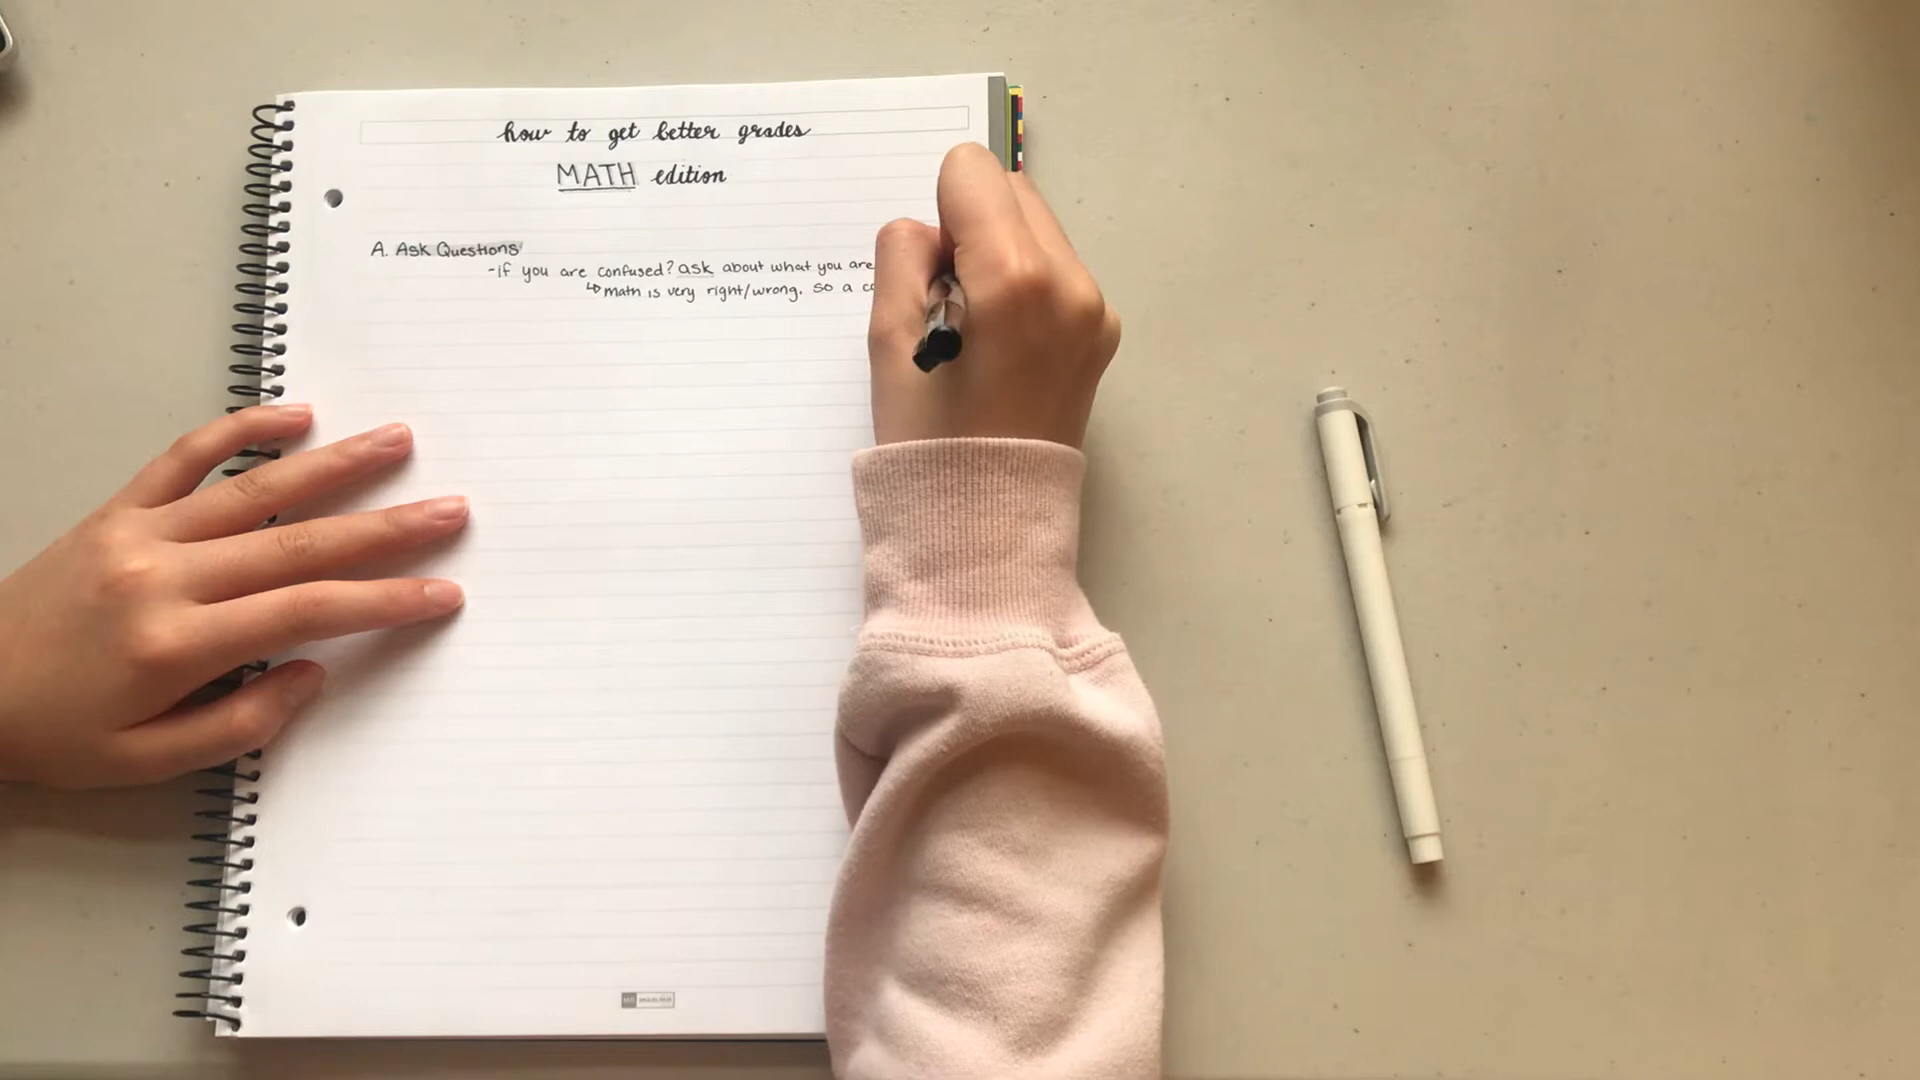 how to get better grades
MATH edition
A. Ask Questions
-if you are confused? ask about what you are
↳ math is very right/wrong. so a